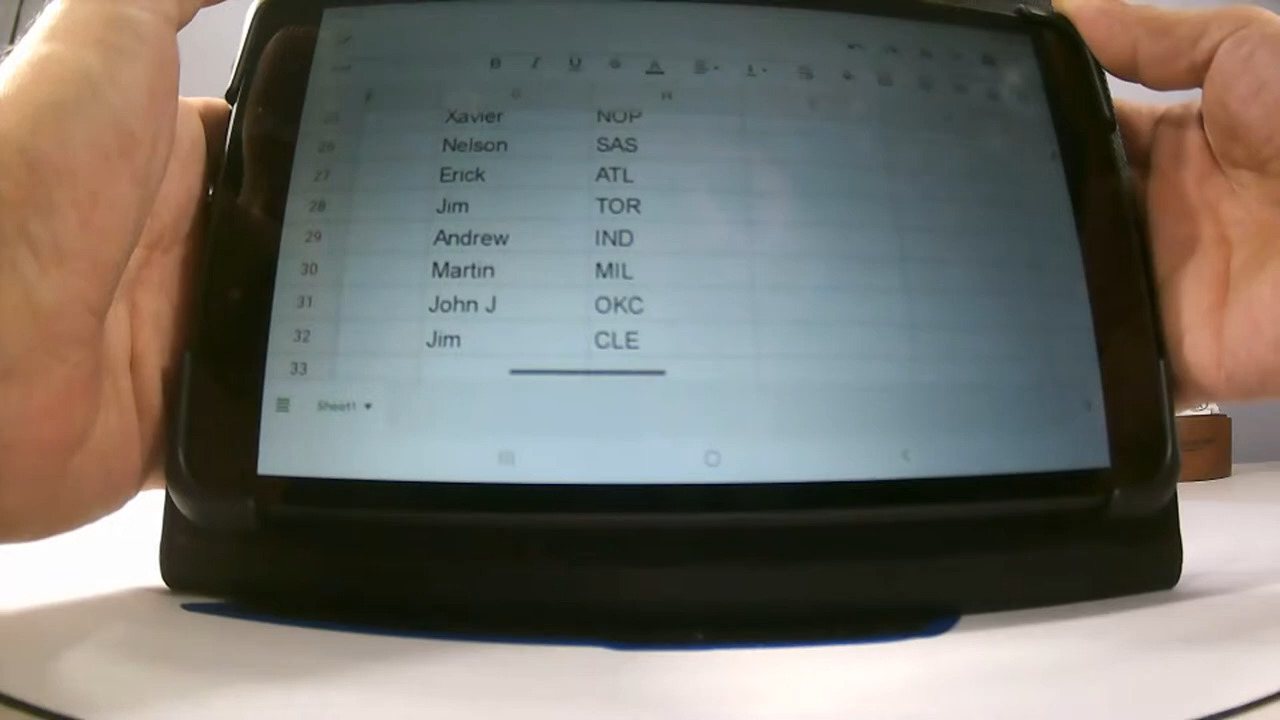 B I U S A
G H
25 Xavier NOP
26 Nelson SAS
27 Erick ATL
28 Jim TOR
29 Andrew IND
30 Martin MIL
31 John J OKC
32 Jim CLE
33
Sheet1